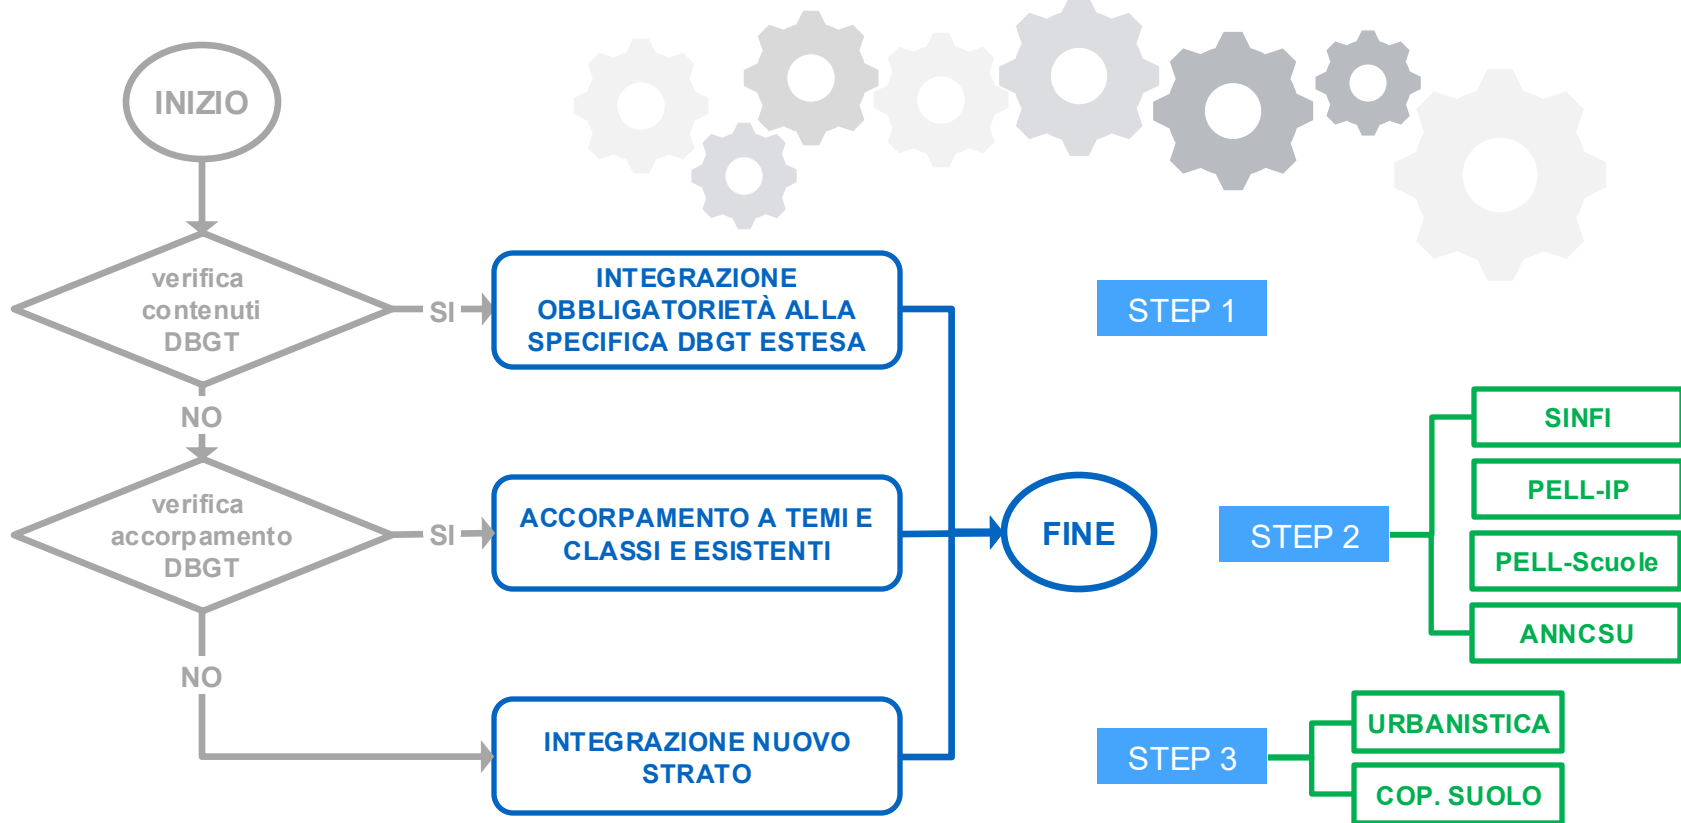 INIZIO
verifica
contenuti
DBGT
SI
INTEGRAZIONE
OBBLIGATORIETÀ ALLA
SPECIFICA DBGT ESTESA
STEP 1
NO
verifica
accorpamento
DBGT
SI
ACCORPAMENTO A TEMI E
CLASSI E ESISTENTI
FINE
STEP 2
SINFI
PELL-IP
PELL-Scuole
ANNCSU
NO
INTEGRAZIONE NUOVO
STRATO
STEP 3
URBANISTICA
COP. SUOLO